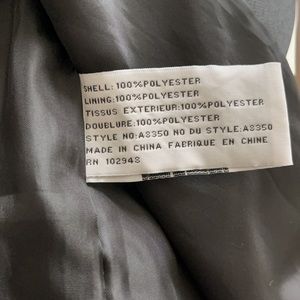 SHELL:100%POLYESTER
LINING:100%POLYESTER
TISSUS EXTERIEUR:100%POLYESTER
DOUBLURE:100%POLYESTER
STYLE NO:A8350 NO DU STYLE:A8350
MADE IN CHINA FABRIQUE EN CHINE
RN 102948